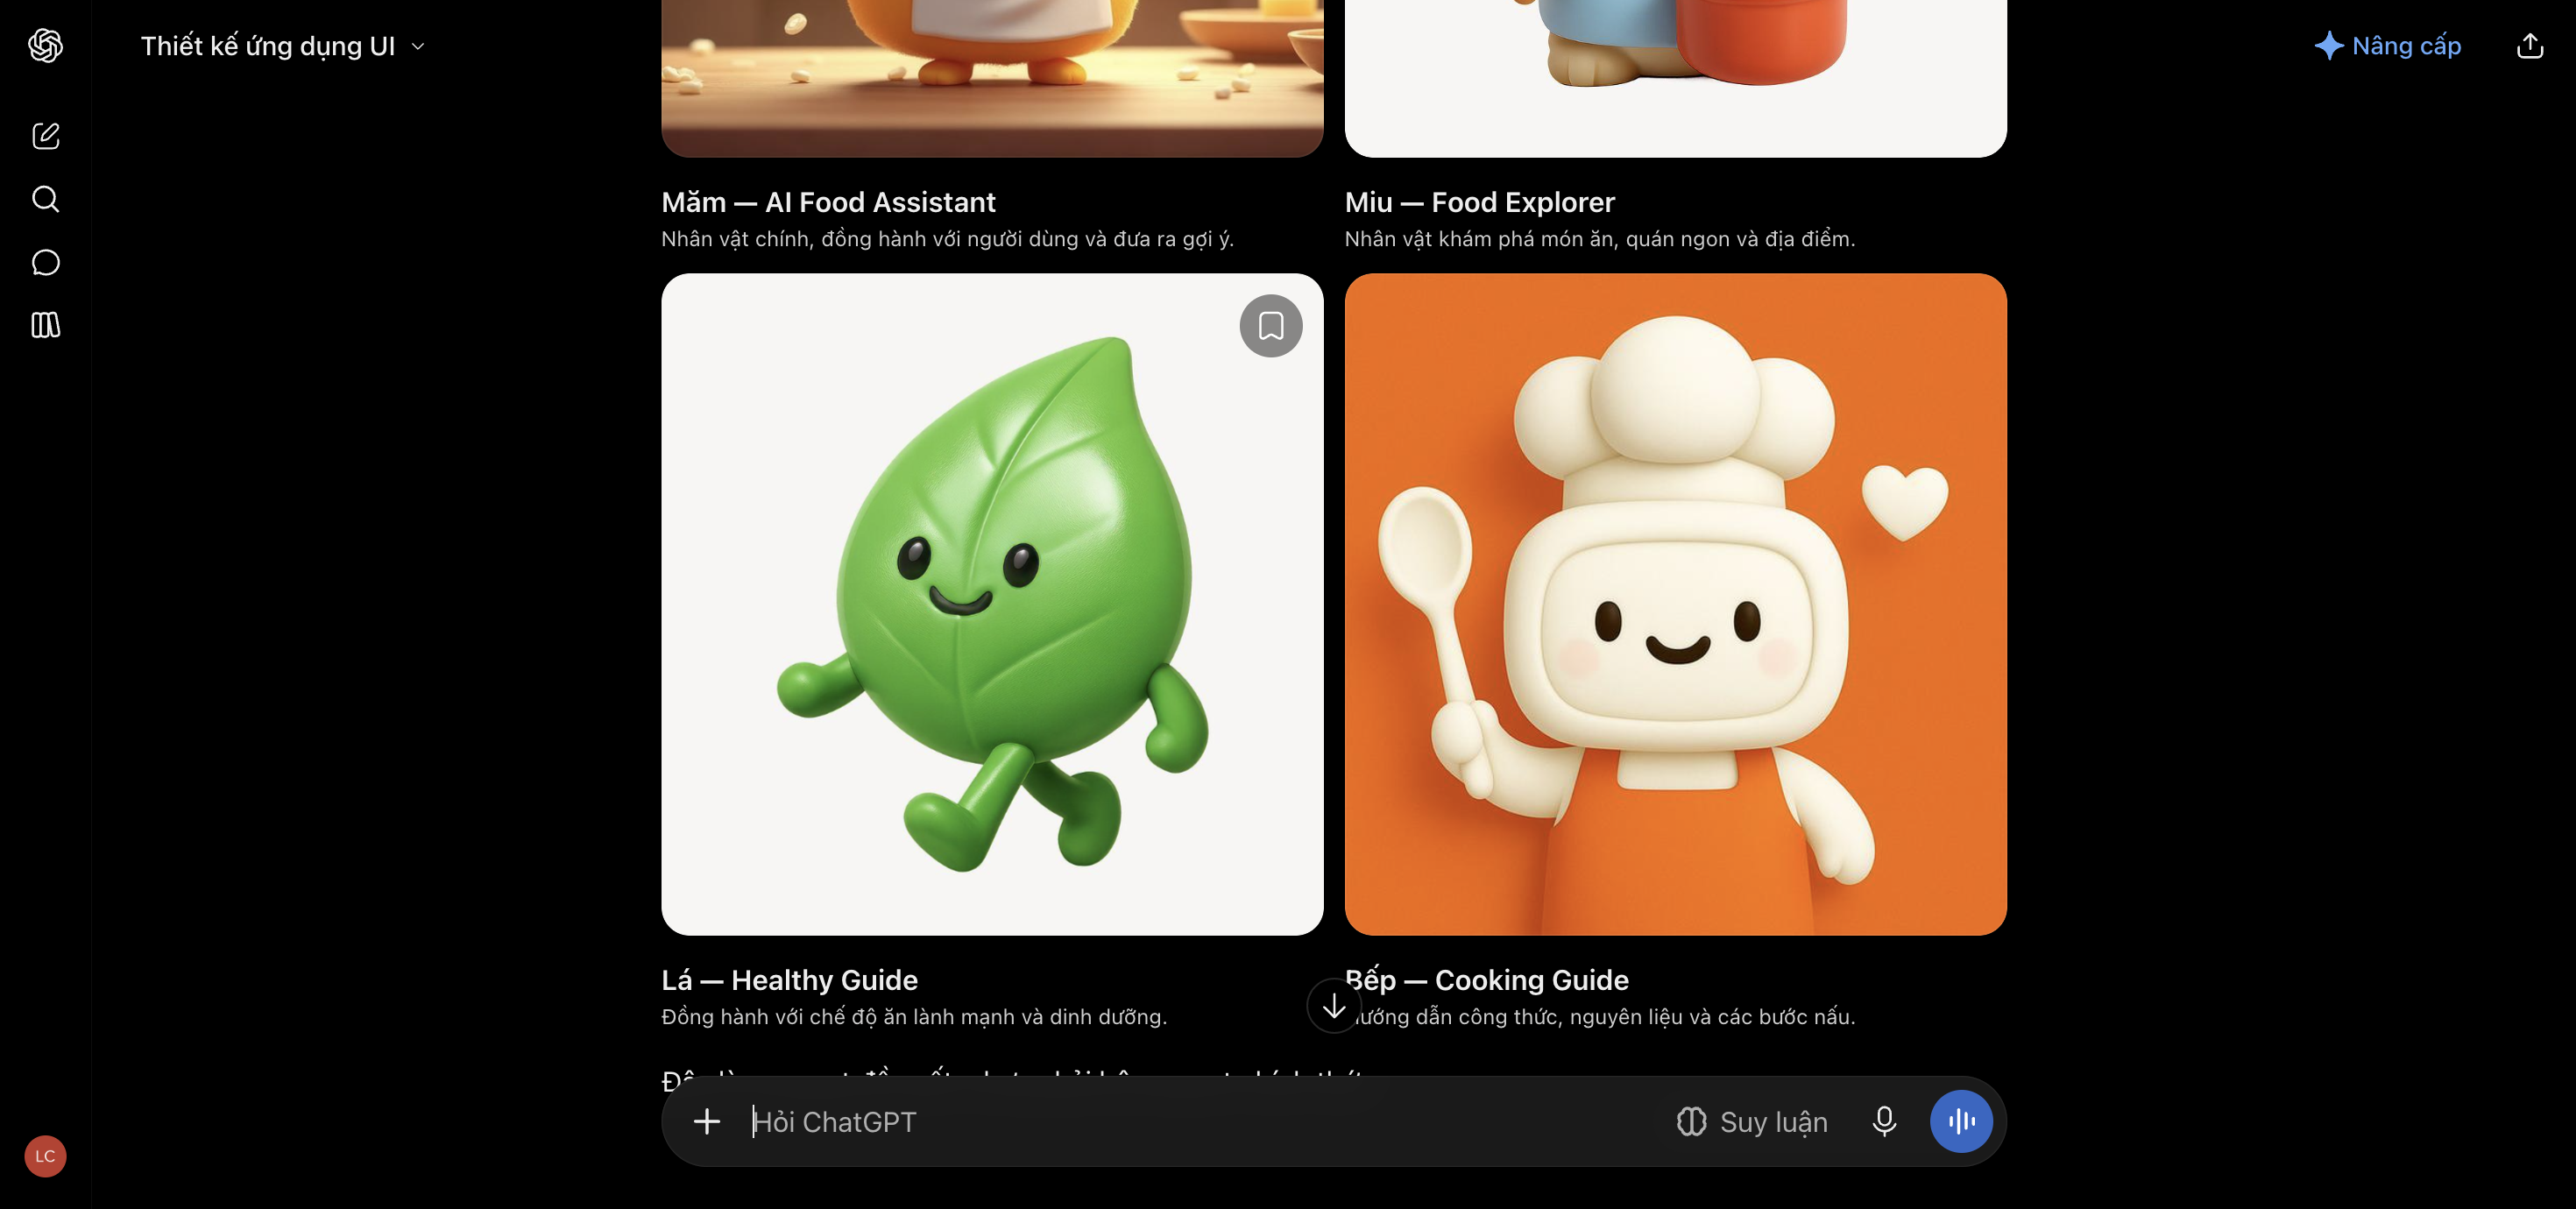 Thiết kế ứng dụng UI
Nâng cấp
Măm — AI Food Assistant
Nhân vật chính, đồng hành với người dùng và đưa ra gợi ý.
Miu — Food Explorer
Nhân vật khám phá món ăn, quán ngon và địa điểm.
Lá — Healthy Guide
Đồng hành với chế độ ăn lành mạnh và dinh dưỡng.
Bếp — Cooking Guide
dẫn công thức, nguyên liệu và các bước nấu.
Hỏi ChatGPT
Suy luận
LC